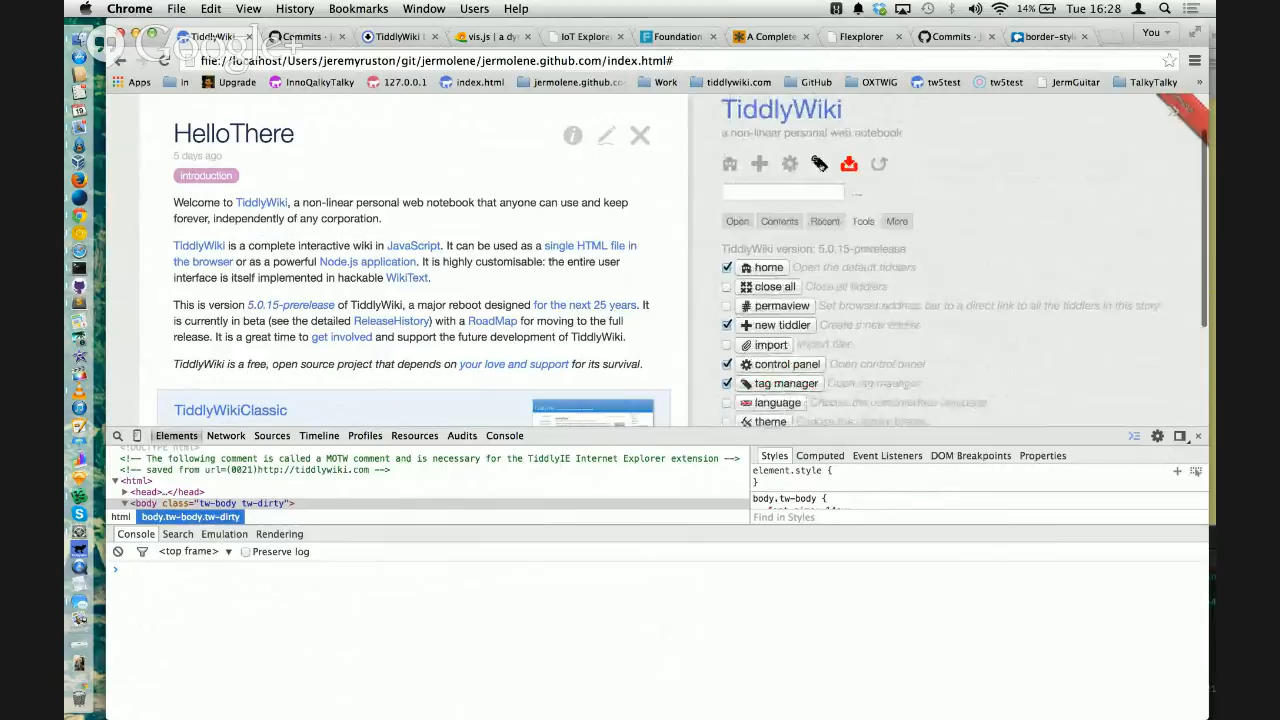 Chrome File Edit View History Bookmarks Window Users Help 14% Tue 16:28
Google+
TiddlyWiki Commits · j TiddlyWiki vis.js | a dy IoT Explore Foundation A Complete Flexplorer Commits border-styl You
file://localhost/Users/jeremyruston/git/jermolene/jermolene.github.com/index.html#
Apps In Upgrade InnoQalkyTalky 127.0.0.1 index.html jermolene.github.co Work tiddlywiki.com GitHub OXTWIG tw5test tw5test JermGuitar TalkyTalky »
HelloThere
5 days ago
introduction
Welcome to TiddlyWiki, a non-linear personal web notebook that anyone can use and keep
forever, independently of any corporation.
TiddlyWiki is a complete interactive wiki in JavaScript. It can be used as a single HTML file in
the browser or as a powerful Node.js application. It is highly customisable: the entire user
interface is itself implemented in hackable WikiText.
This is version 5.0.15-prerelease of TiddlyWiki, a major reboot designed for the next 25 years. It
is currently in beta (see the detailed ReleaseHistory) with a RoadMap for moving to the full
release. It is a great time to get involved and support the future development of TiddlyWiki.
TiddlyWiki is a free, open source project that depends on your love and support for its survival.
TiddlyWikiClassic
TiddlyWiki
a non-linear personal web notebook
...
Open Contents Recent Tools More
TiddlyWiki version: 5.0.15-prerelease
home Open the default tiddlers
close all Close all tiddlers
permaview Set browser address bar to a direct link to all the tiddlers in this story
new tiddler Create a new tiddler
import Import files
control panel Open control panel
tag manager Open tag manager
language Choose the user interface language
theme
Elements Network Sources Timeline Profiles Resources Audits Console
<!DOCTYPE html>
<!-- The following comment is called a MOTW comment and is necessary for the TiddlyIE Internet Explorer extension -->
<!-- saved from url=(0021)http://tiddlywiki.com -->
<html>
<head>…</head>
<body class="tw-body tw-dirty">
html body.tw-body.tw-dirty
Styles Computed Event Listeners DOM Breakpoints Properties
element.style {
}
body.tw-body {
Find in Styles
Console Search Emulation Rendering
<top frame> Preserve log